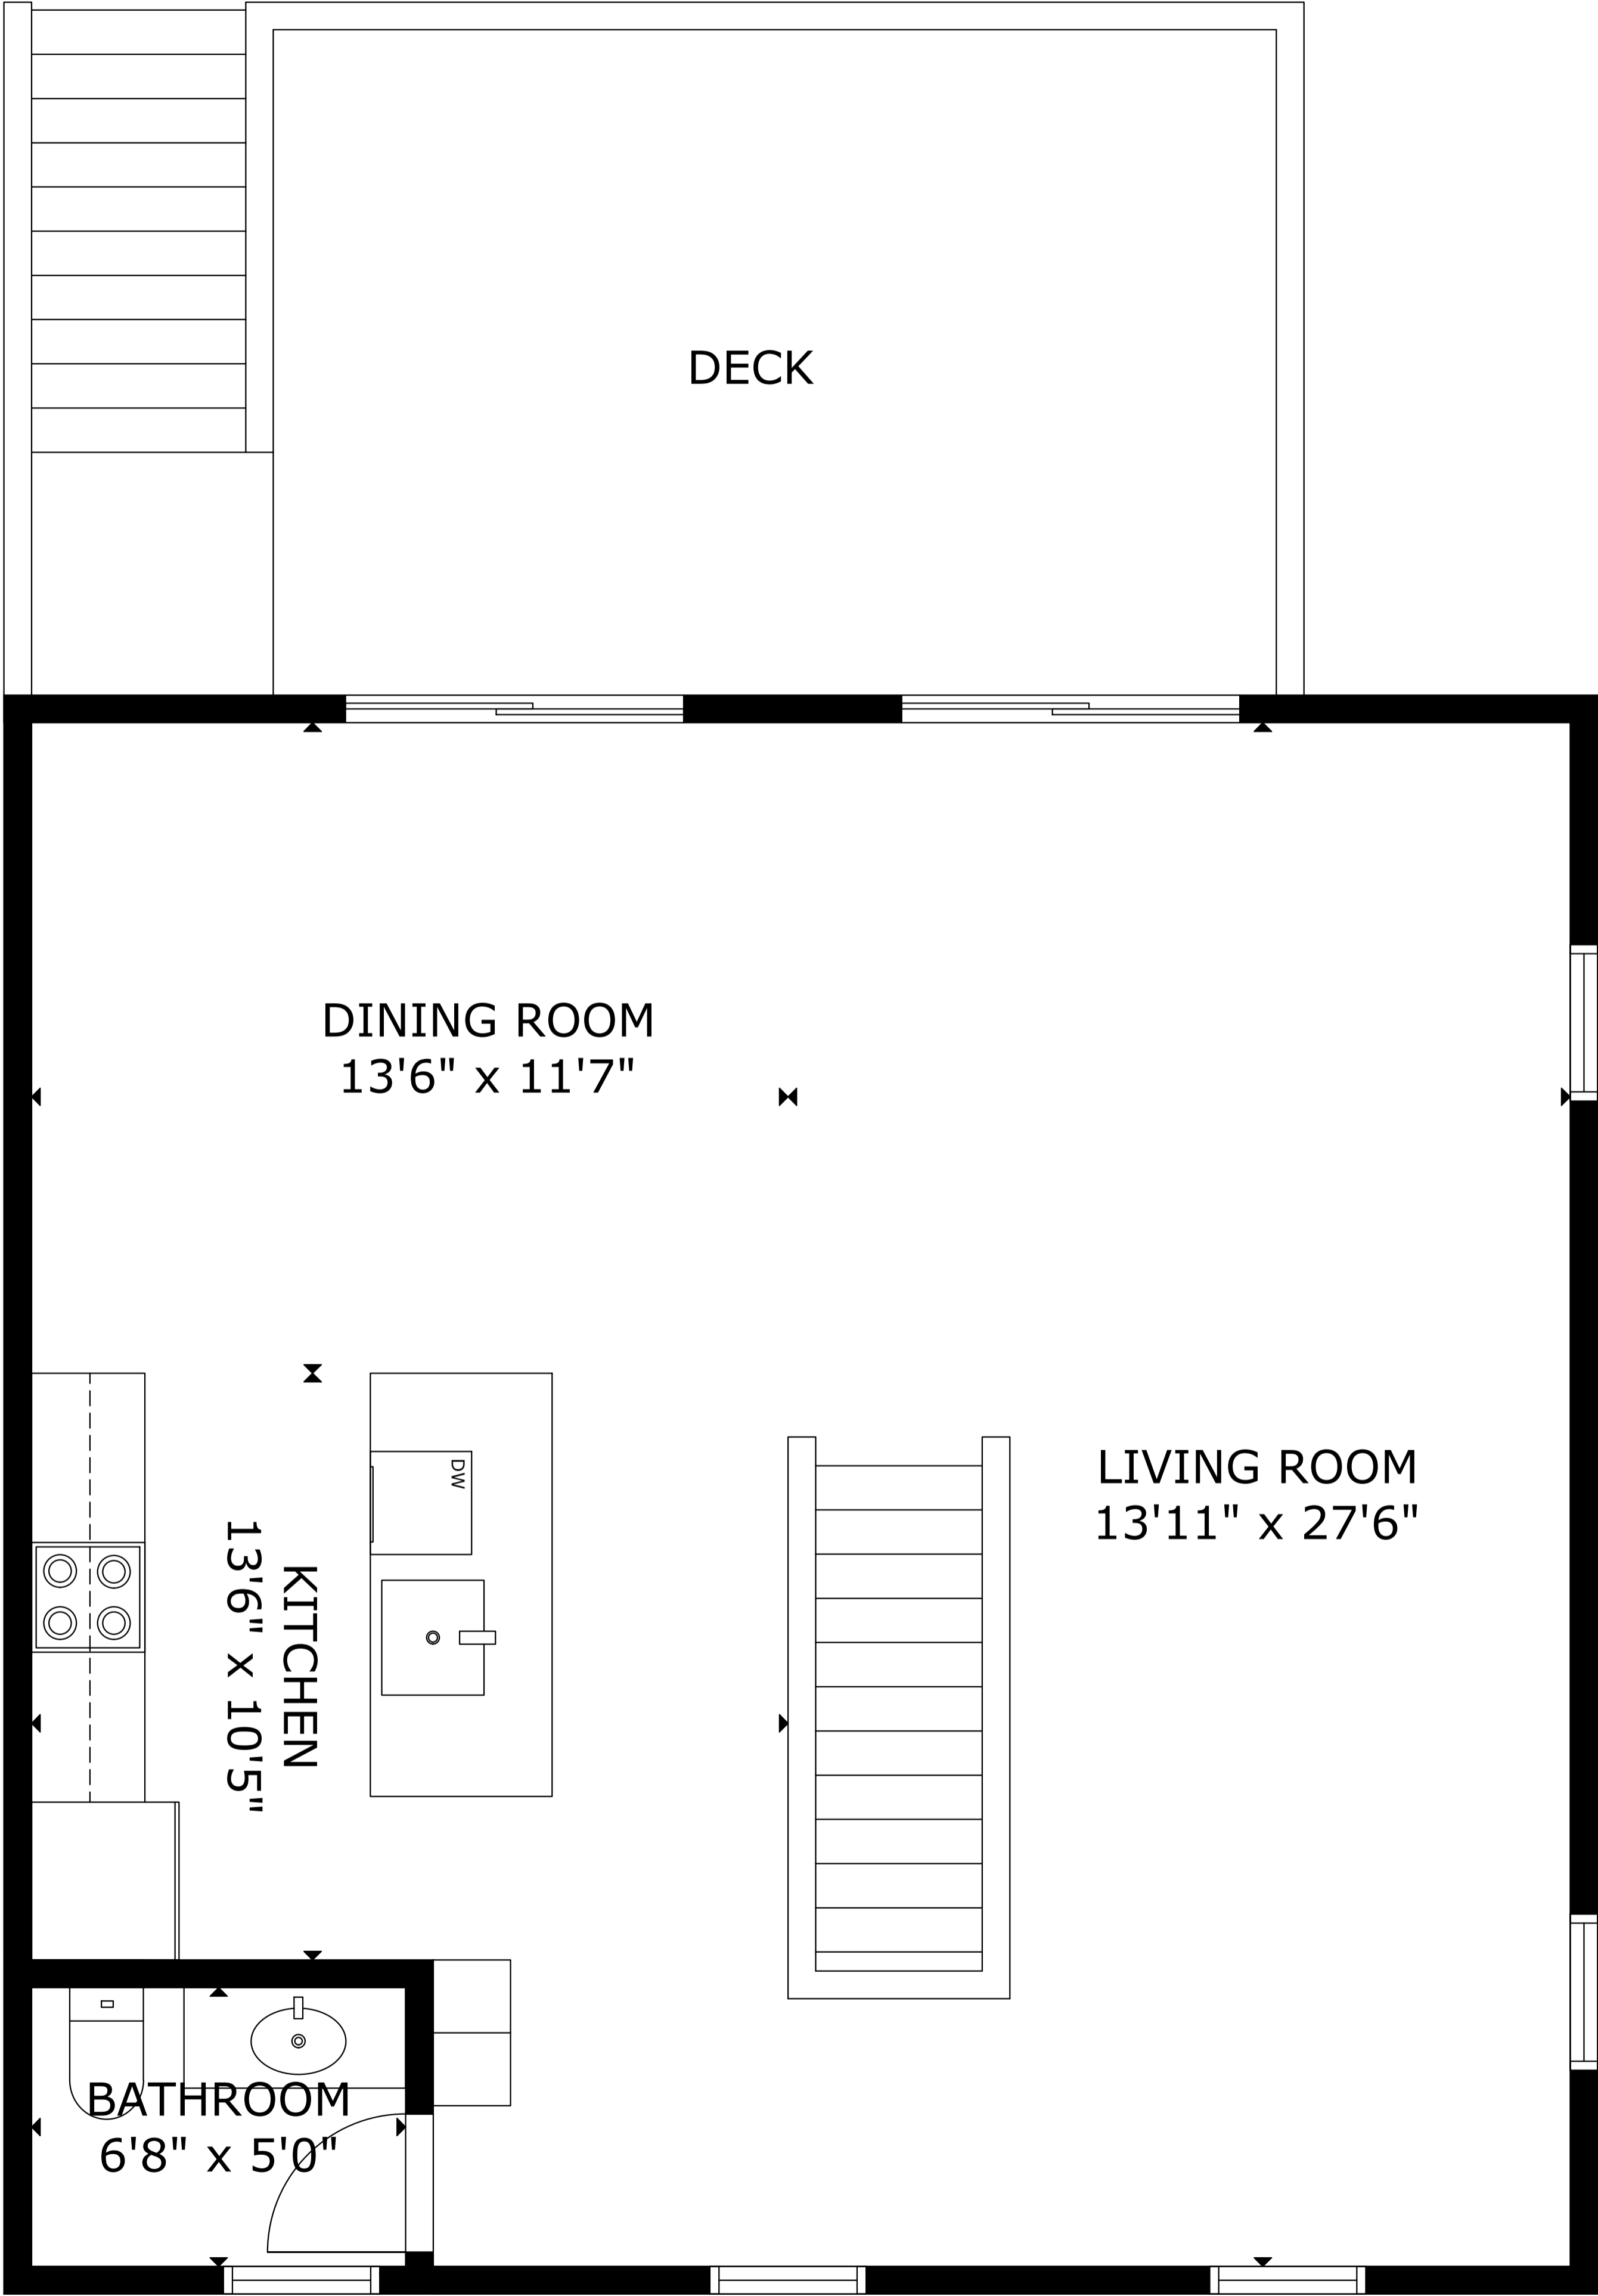 DECK
DINING ROOM
13'6" x 11'7"
LIVING ROOM
13'11" x 27'6"
DW
KITCHEN
13'6" x 10'5"
BATHROOM
6'8" x 5'0"